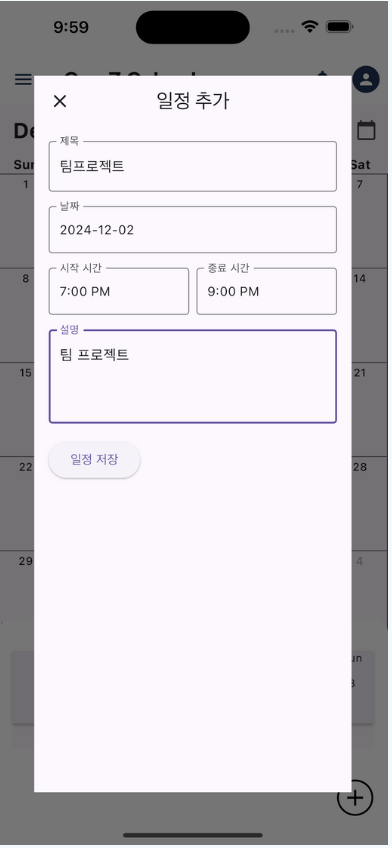 9:59
일정 추가
제목
팀프로젝트
날짜
2024-12-02
시작 시간
종료 시간
7:00 PM
9:00 PM
설명
팀 프로젝트
일정 저장
Sat
1
7
8
14
15
21
22
28
29
4